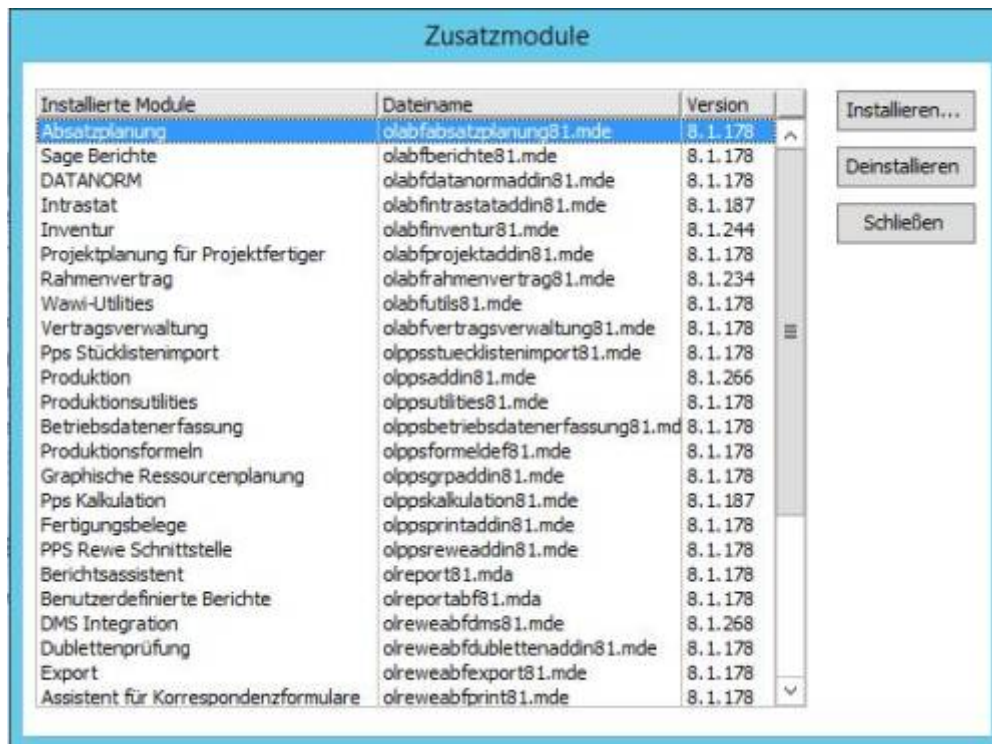 Zusatzmodule
Installierte Module Dateiname Version
Installieren...
Absatzplanung olabfabsatzplanung81.mde 8.1.178
Sage Berichte olabfberichte81.mde 8.1.178
Deinstallieren
DATANORM olabfdatanormaddin81.mde 8.1.178
Intrastat olabfintrastataddin81.mde 8.1.187
Schließen
Inventur olabfinventur81.mde 8.1.244
Projektplanung für Projektfertiger olabfprojektaddin81.mde 8.1.178
Rahmenvertrag olabfrahmenvertrag81.mde 8.1.234
Wawi-Utilities olabfutils81.mde 8.1.178
Vertragsverwaltung olabfvertragsverwaltung81.mde 8.1.178
Pps Stücklistenimport olppsstuecklistenimport81.mde 8.1.178
Produktion olppsaddin81.mde 8.1.266
Produktionsutilities olppsutilities81.mde 8.1.178
Betriebsdatenerfassung olppsbetriebsdatenerfassung81.md 8.1.178
Produktionsformeln olppsformeldef81.mde 8.1.178
Graphische Ressourcenplanung olppsgrpaddin81.mde 8.1.178
Pps Kalkulation olppskalkulation81.mde 8.1.187
Fertigungsbelege olppsprintaddin81.mde 8.1.178
PPS Rewe Schnittstelle olppsreweaddin81.mde 8.1.178
Berichtsassistent olreport81.mda 8.1.178
Benutzerdefinierte Berichte olreportabf81.mda 8.1.178
DMS Integration olreweabfdms81.mde 8.1.268
Dublettenprüfung olreweabfdublettenaddin81.mde 8.1.178
Export olreweabfexport81.mde 8.1.178
Assistent für Korrespondenzformulare olreweabfprint81.mde 8.1.178